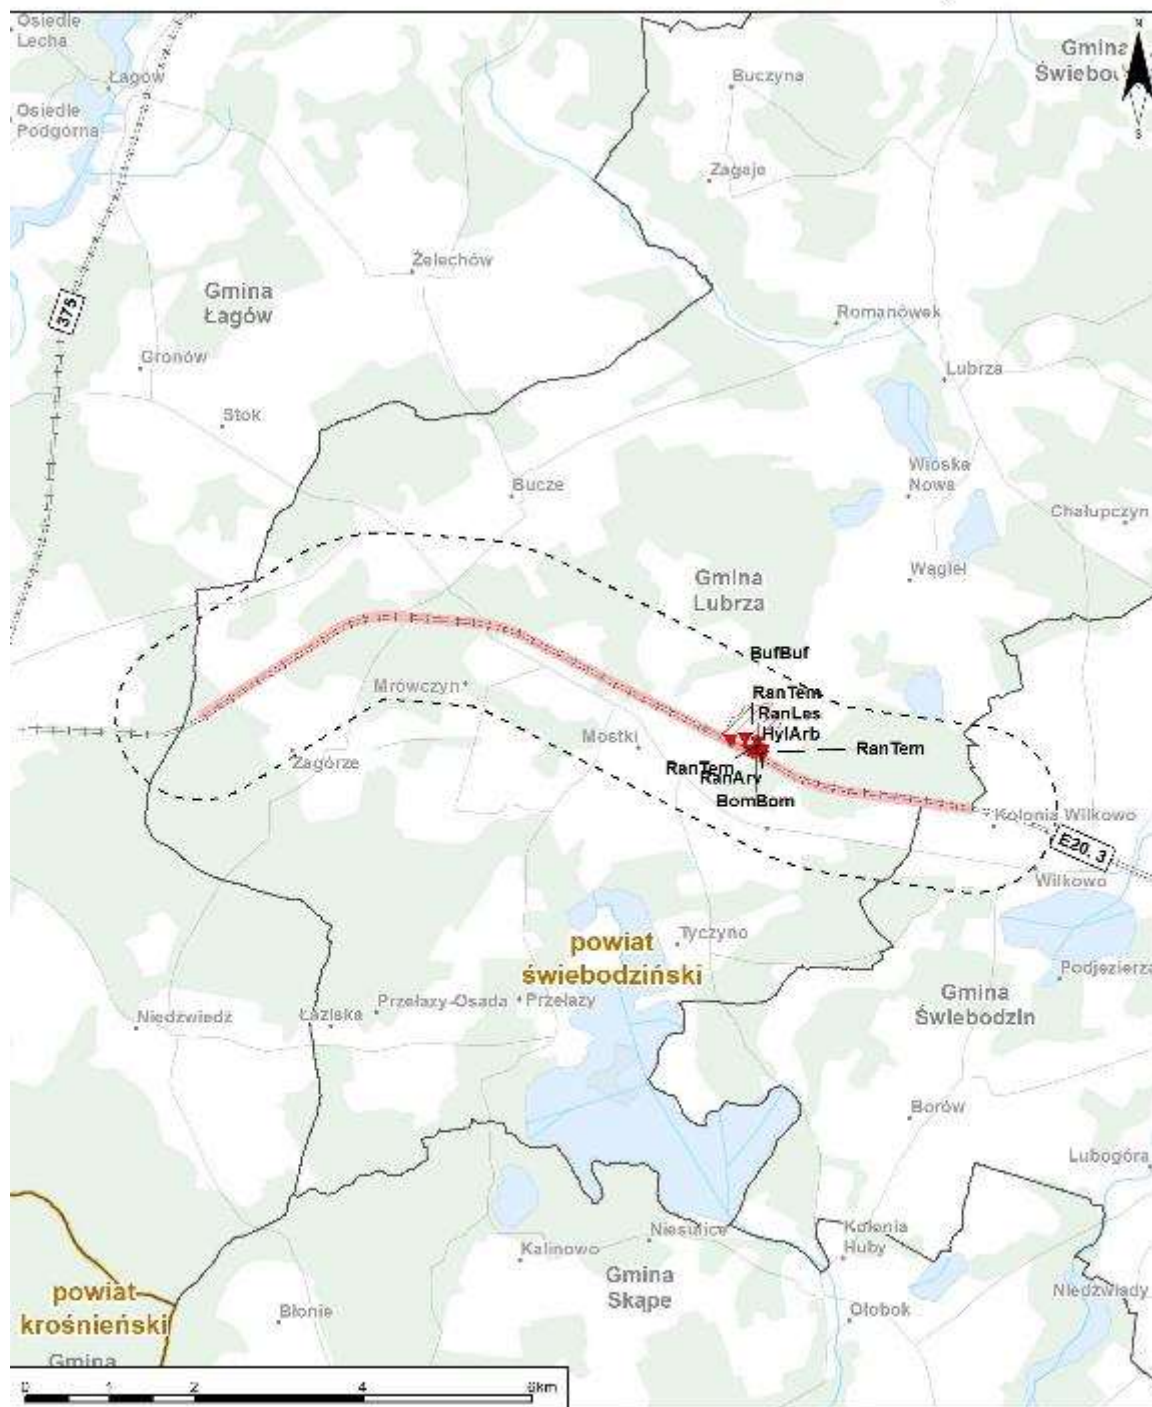 Osiedle
Lecha
Łagów
Osiedle
Podgórna
Buczyna
Gmina
Zagaje
Żelechów
Gmina
Łagów
375
Romanówek
Gronów
Lubrza
Stok
Bucze
Wioska
Nowa
Chałupczyn
Wągiel
Gmina
Lubrza
BufBuf
Mrówczyn
RanTem
RanLes
HylArb
Mostki
RanTem
Zagórze
RanTem
RanArv
BomBom
Kolonia Wilkowo
E20. 3
Wilkowo
Tyczyno
powiat
świebodziński
Podjezierze
Przełazy-Osada
Przełazy
Niedźwiedź
Łaziska
Gmina
Świebodzin
Borów
Lubogóra
Niesulice
Kolonia
Huby
Kalinowo
Gmina
Skąpe
powiat
krośnieński
Błonie
Ołobok
Niedźwiady
Gmina
0 1 2 4 6km
N
S